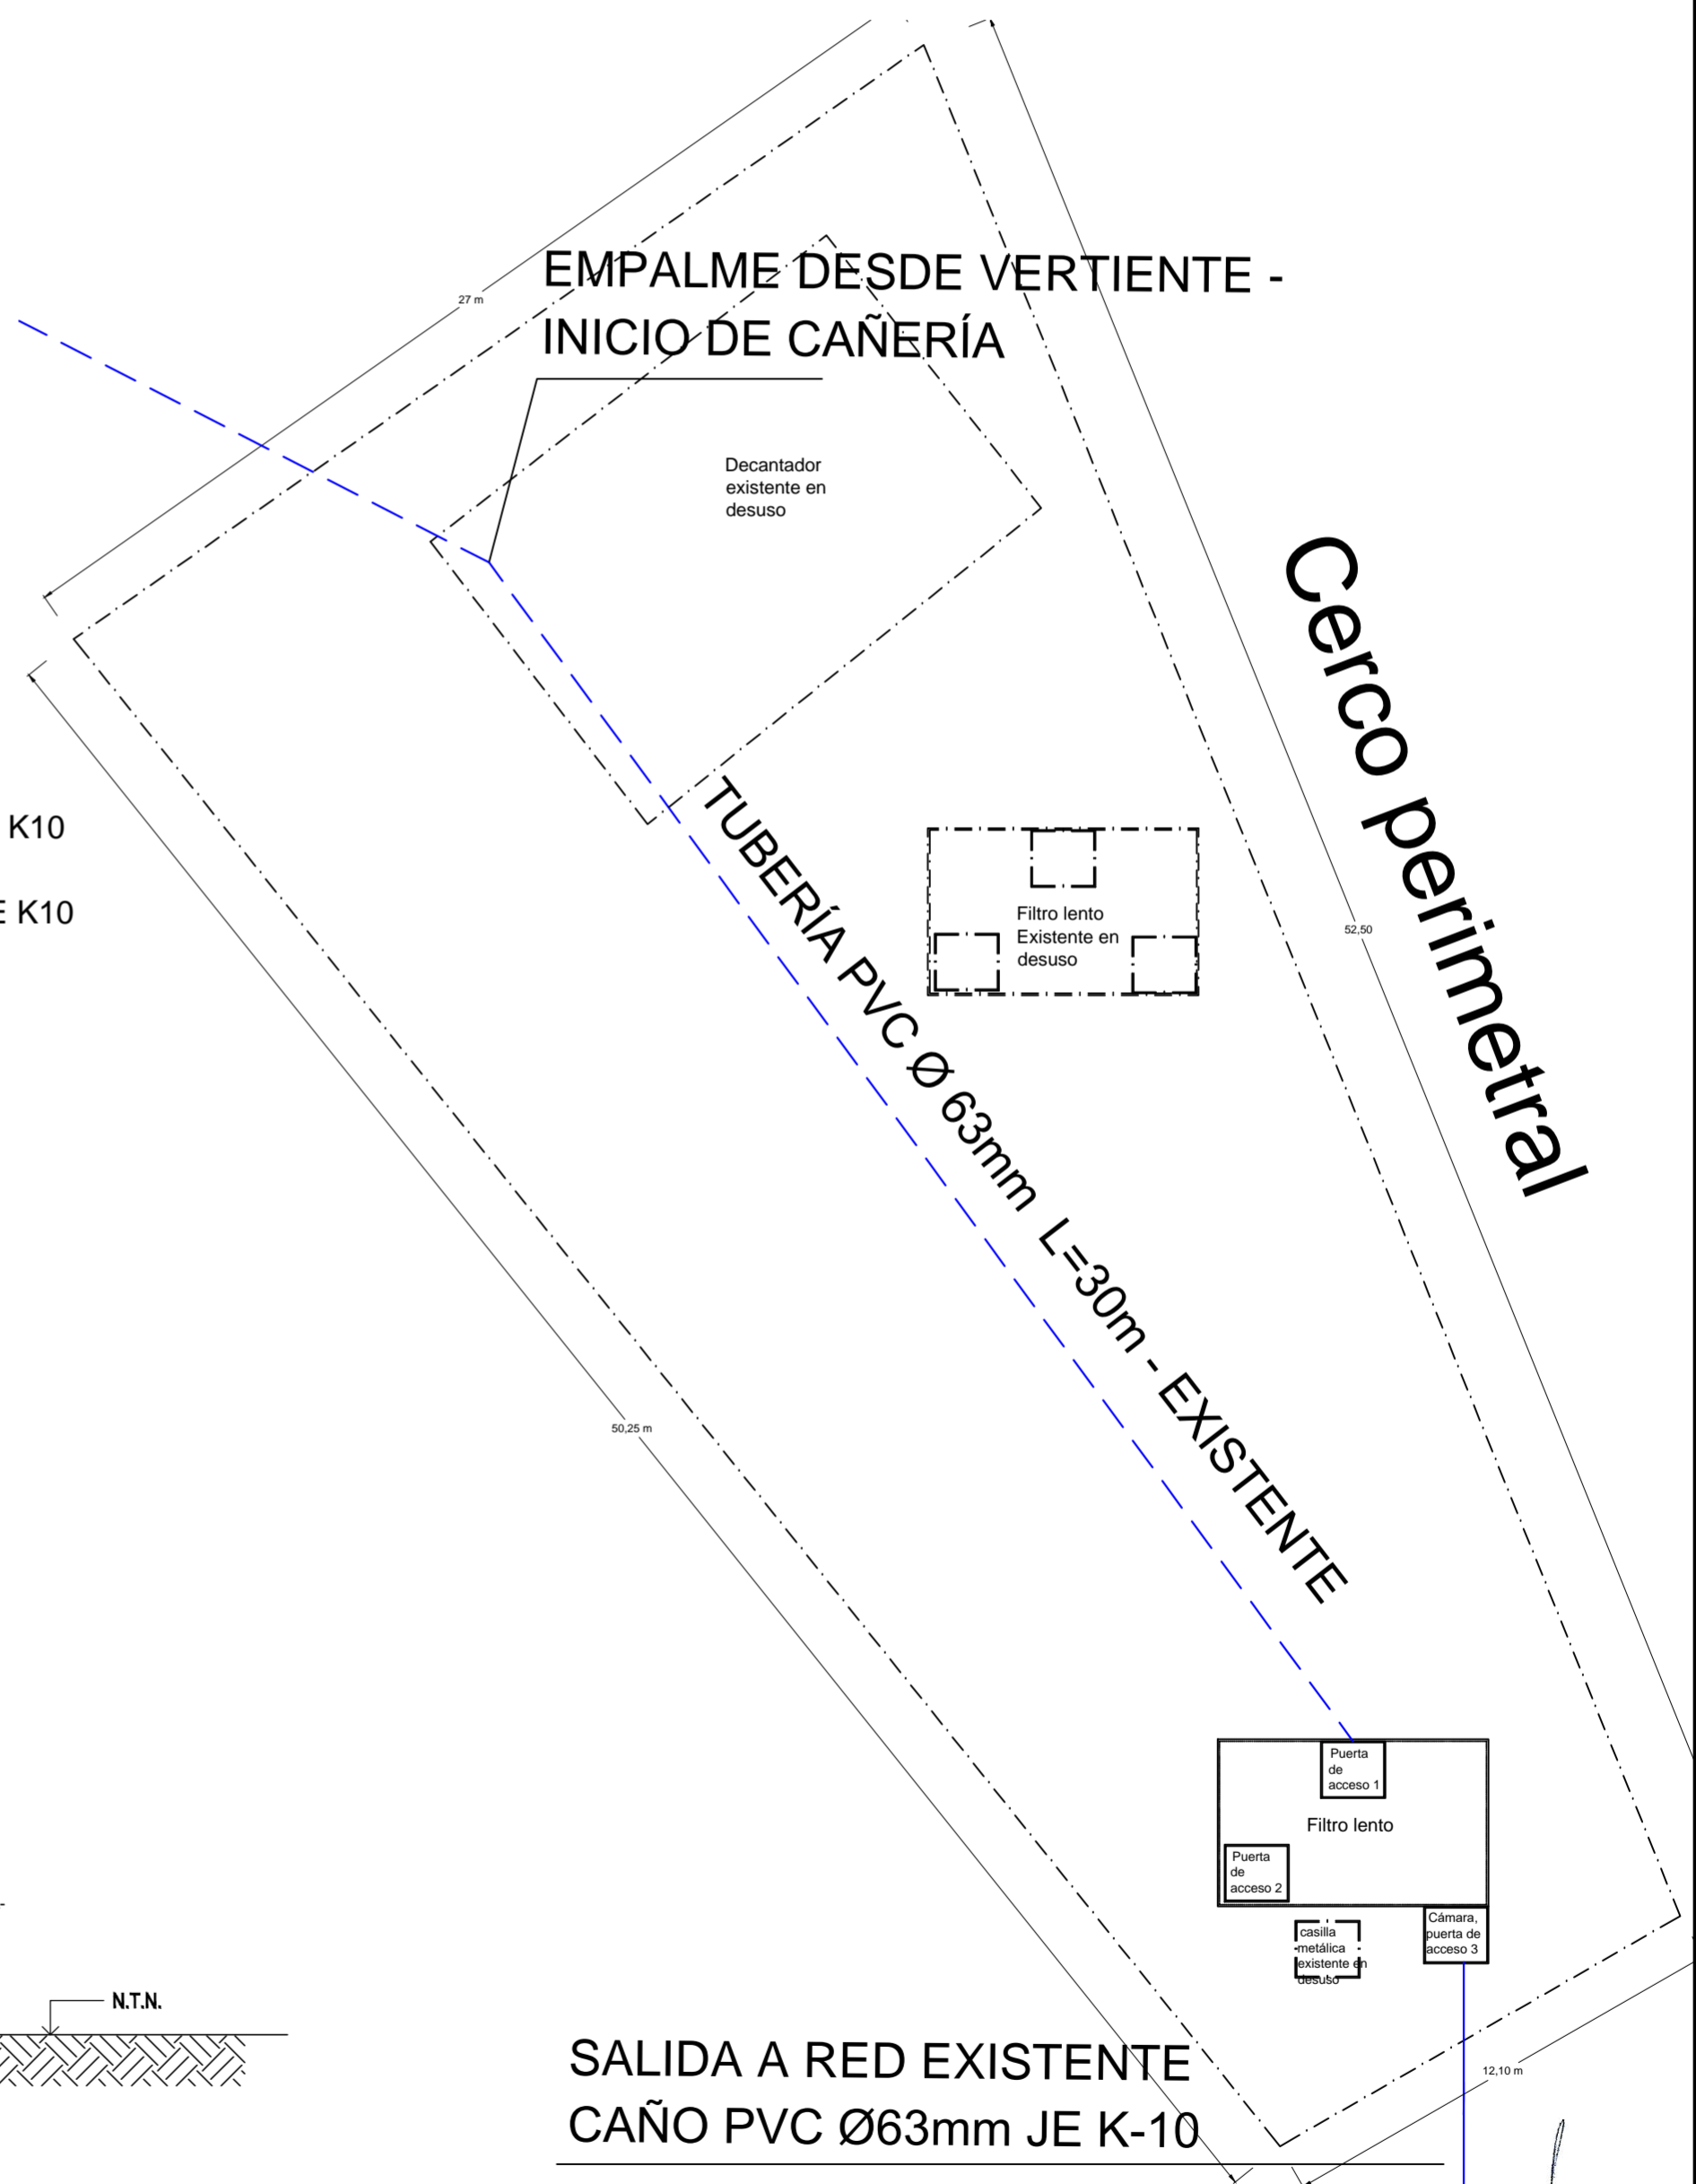 EMPALME DESDE VERTIENTE -
INICIO DE CAÑERÍA
27 m
Decantador
existente en
desuso
Cerco perimetral
K10
E K10
TUBERÍA PVC Ø 63mm L=30m - EXISTENTE
Filtro lento
Existente en
desuso
52,50
50,25 m
Puerta
de
acceso 1
Filtro lento
Puerta
de
acceso 2
Cámara,
puerta de
acceso 3
casilla
metálica
existente en
desuso
N.T.N.
SALIDA A RED EXISTENTE
CAÑO PVC Ø63mm JE K-10
12,10 m